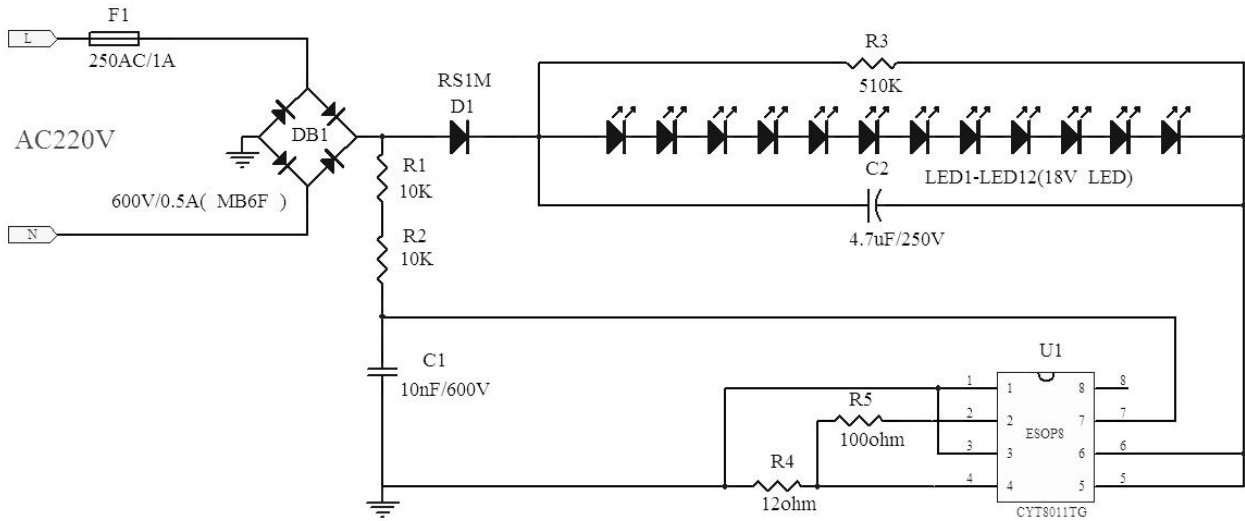 F1
L
250AC/1A
AC220V
DB1
600V/0.5A( MB6F )
N
RS1M
D1
R1
10K
R2
10K
R3
510K
C2
LED1-LED12(18V LED)
4.7uF/250V
C1
10nF/600V
U1
1 1 8 8
R5
2 2 7 7
100ohm
ESOP8
3 3 6 6
R4
4 4 5 5
12ohm
CYT8011TG